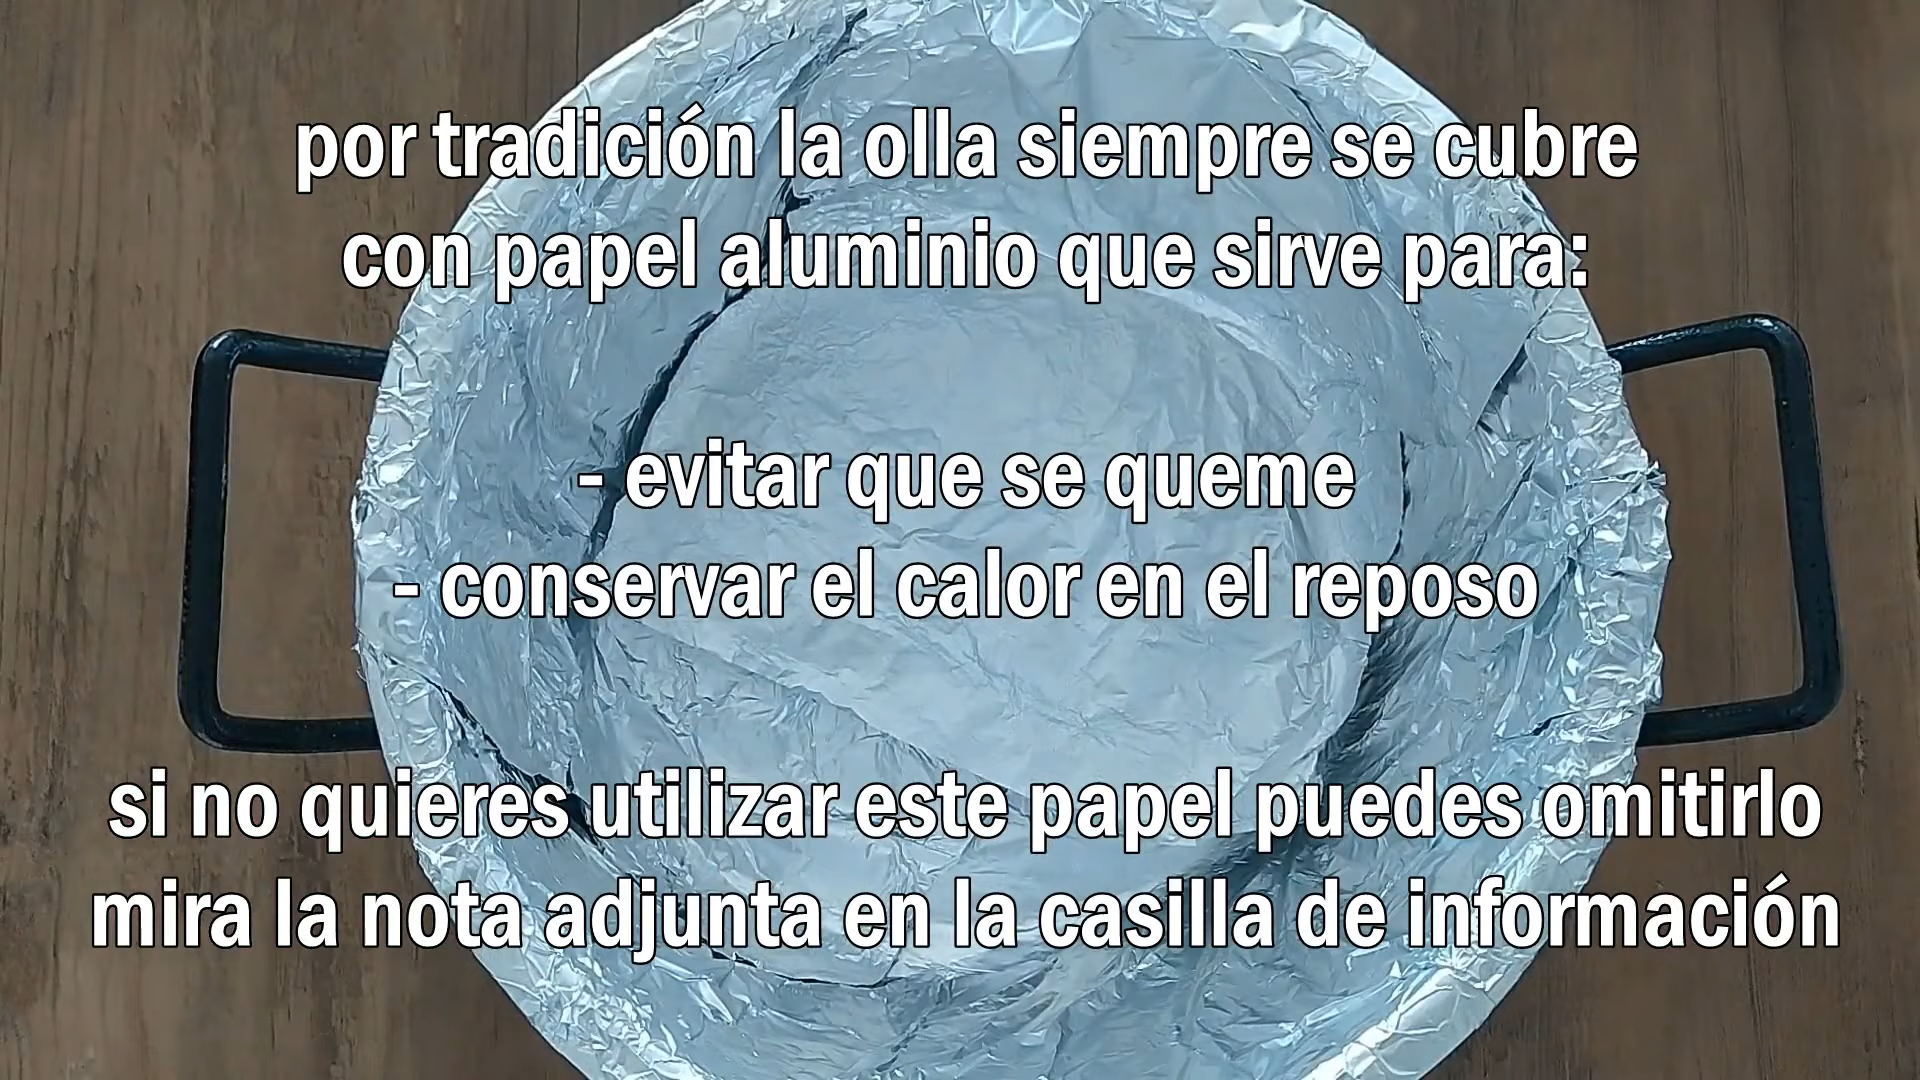 por tradición la olla siempre se cubre
con papel aluminio que sirve para:
- evitar que se queme
- conservar el calor en el reposo
si no quieres utilizar este papel puedes omitirlo
mira la nota adjunta en la casilla de información